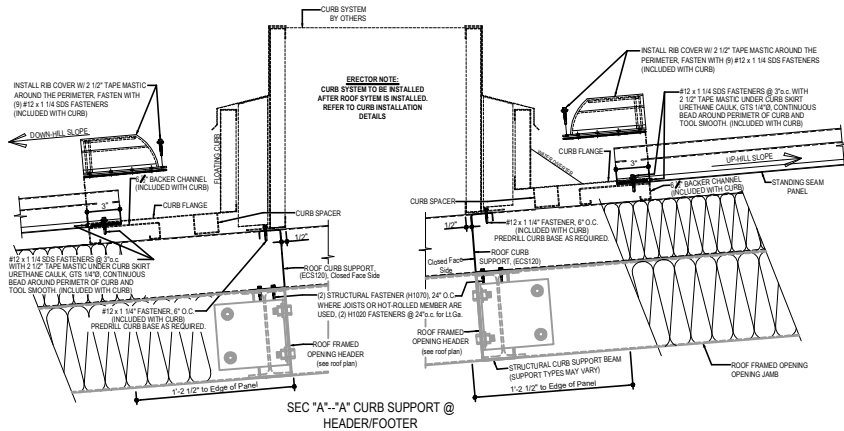 CURB SYSTEM
BY OTHERS
ERECTOR NOTE:
CURB SYSTEM TO BE INSTALLED
AFTER ROOF SYTEM IS INSTALLED.
REFER TO CURB INSTALLATION
DETAILS
INSTALL RIB COVER W/ 2 1/2" TAPE MASTIC
AROUND THE PERIMETER, FASTEN WITH
(9) #12 x 1 1/4 SDS FASTENERS
(INCLUDED WITH CURB)
DOWN-HILL SLOPE
FLOATING CURB
3"
BACKER CHANNEL
(INCLUDED WITH CURB)
CURB FLANGE
CURB SPACER
1/2"
#12 x 1 1/4 SDS FASTENERS @ 3"o.c.
WITH 2 1/2" TAPE MASTIC UNDER CURB SKIRT
URETHANE CAULK, GTS 1/4"Ø, CONTINUOUS
BEAD AROUND PERIMETR OF CURB AND
TOOL SMOOTH. (INCLUDED WITH CURB)
#12 x 1 1/4" FASTENER, 6" O.C.
(INCLUDED WITH CURB)
PREDRILL CURB BASE AS REQUIRED.
ROOF CURB SUPPORT,
(ECS120), Closed Face Side
(2) STRUCTURAL FASTENER (H1070), 24" O.C.
WHERE JOISTS OR HOT-ROLLED MEMBER ARE
USED, (2) H1020 FASTENERS @ 24"o.c. for Lt.Ga.
ROOF FRAMED
OPENING HEADER
(see roof plan)
1'-2 1/2" to Edge of Panel
INSTALL RIB COVER W/ 2 1/2" TAPE MASTIC AROUND THE
PERIMETER, FASTEN WITH (9) #12 x 1 1/4 SDS FASTENERS
(INCLUDED WITH CURB)
#12 x 1 1/4 SDS FASTENERS @ 3"o.c. WITH
2 1/2" TAPE MASTIC UNDER CURB SKIRT
URETHANE CAULK, GTS 1/4"Ø, CONTINUOUS
BEAD AROUND PERIMETR OF CURB AND
TOOL SMOOTH. (INCLUDED WITH CURB)
CURB FLANGE
3"
UP-HILL SLOPE
WATER DIVERTER
BACKER CHANNEL
(INCLUDED WITH CURB)
STANDING SEAM
PANEL
CURB SPACER
1/2"
#12 x 1 1/4" FASTENER, 6" O.C.
(INCLUDED WITH CURB)
PREDRILL CURB BASE AS REQUIRED.
Closed Face
Side
ROOF CURB
SUPPORT, (ECS120)
ROOF FRAMED
OPENING HEADER
(see roof plan)
STRUCTURAL CURB SUPPORT BEAM
(SUPPORT TYPES MAY VARY)
ROOF FRAMED OPENING
OPENING JAMB
1'-2 1/2" to Edge of Panel
SEC "A"--"A" CURB SUPPORT @
HEADER/FOOTER